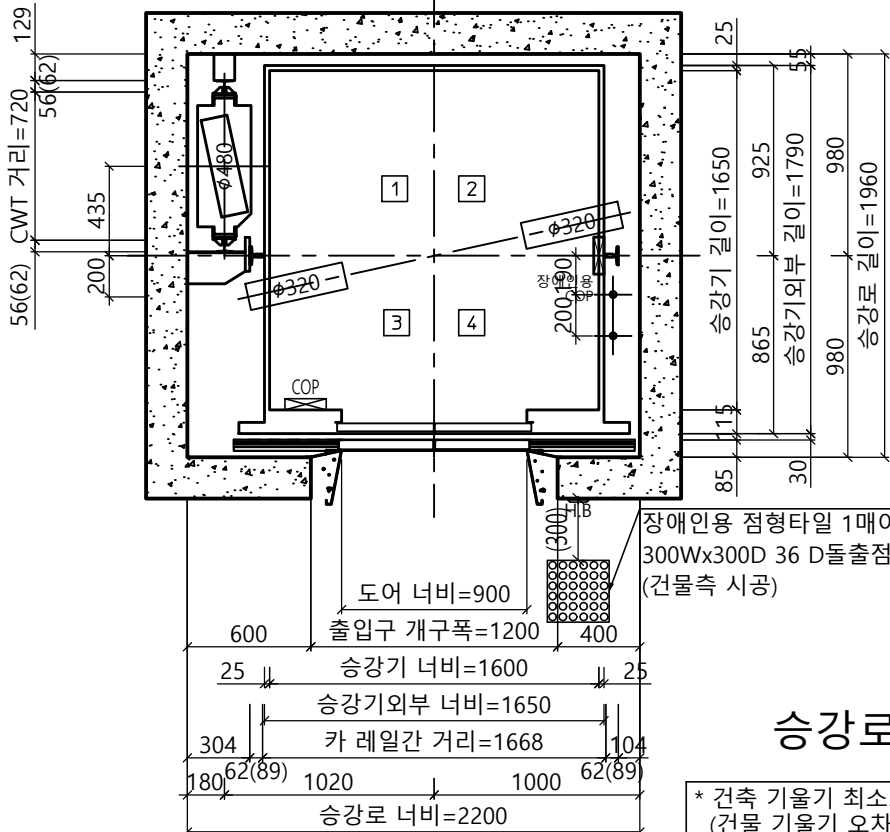 129
56(62)
CWT 거리=720
56(62)
435
200
ϕ480
1
2
3
4
ϕ320
ϕ320
장애인용
COP
190
200
COP
25
55
승강기 길이=1650
925
승강기외부 길이=1790
980
승강로 길이=1960
865
980
115
85
30
H.B
(300)
장애인용 점형타일 1매이
300Wx300D 36 D돌출점
(건물측 시공)
도어 너비=900
600
출입구 개구폭=1200
400
25
승강기 너비=1600
25
승강기외부 너비=1650
304
카 레일간 거리=1668
104
62(89)
62(89)
180
1020
1000
승강로 너비=2200
승강로
* 건축 기울기 최소
(건물 기울기 오차